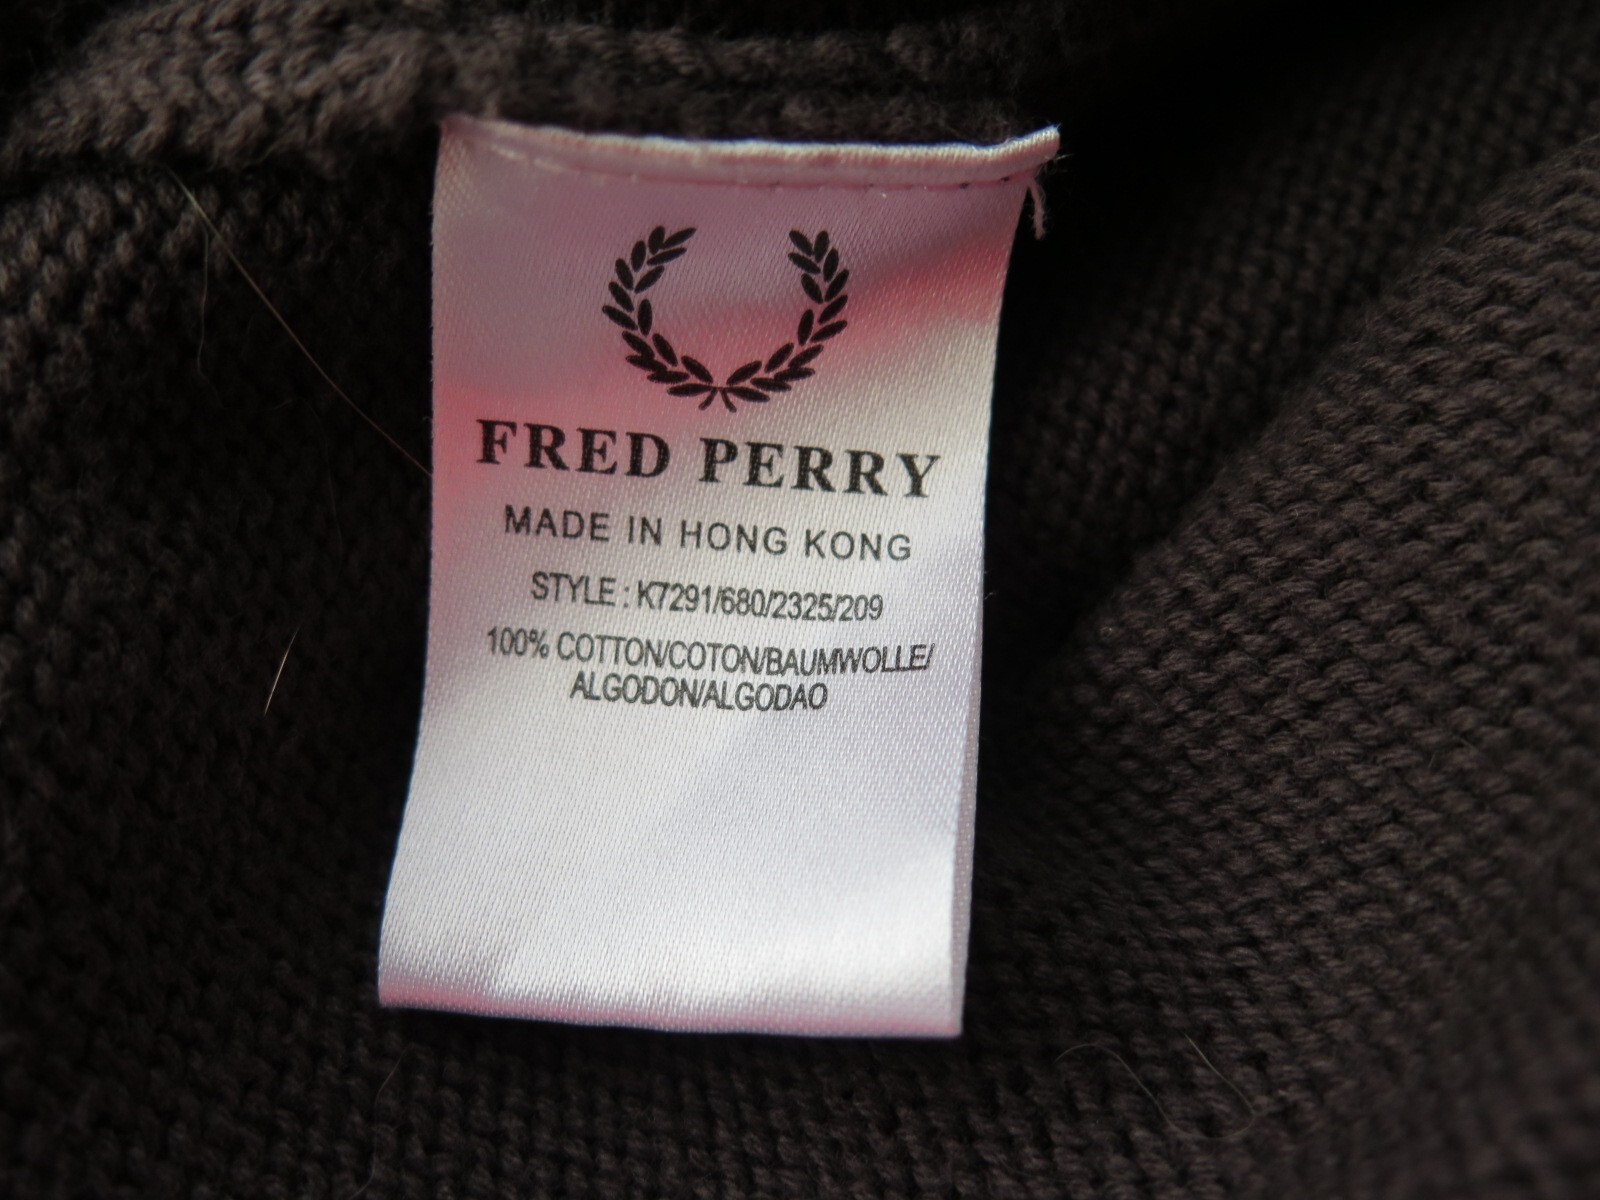 FRED PERRY
MADE IN HONG KONG
STYLE : K7291/680/2325/209
100% COTTON/COTON/BAUMWOLLE/
ALGODON/ALGODAO